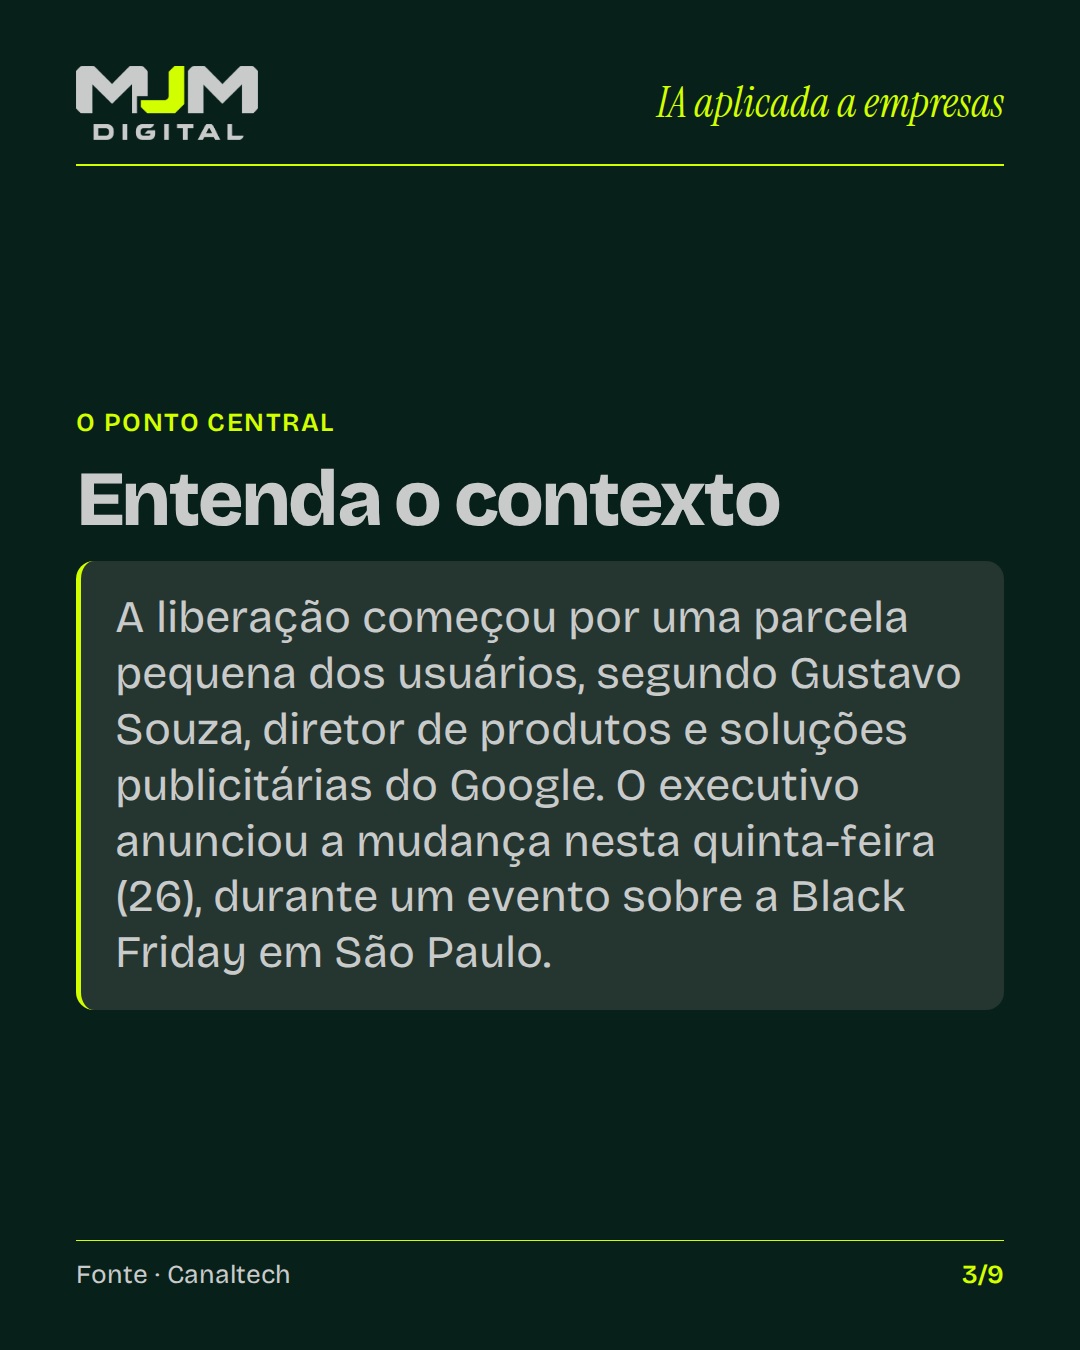 MJM
DIGITAL
IA aplicada a empresas
O PONTO CENTRAL
Entenda o contexto
A liberação começou por uma parcela
pequena dos usuários, segundo Gustavo
Souza, diretor de produtos e soluções
publicitárias do Google. O executivo
anunciou a mudança nesta quinta-feira
(26), durante um evento sobre a Black
Friday em São Paulo.
Fonte · Canaltech
3/9